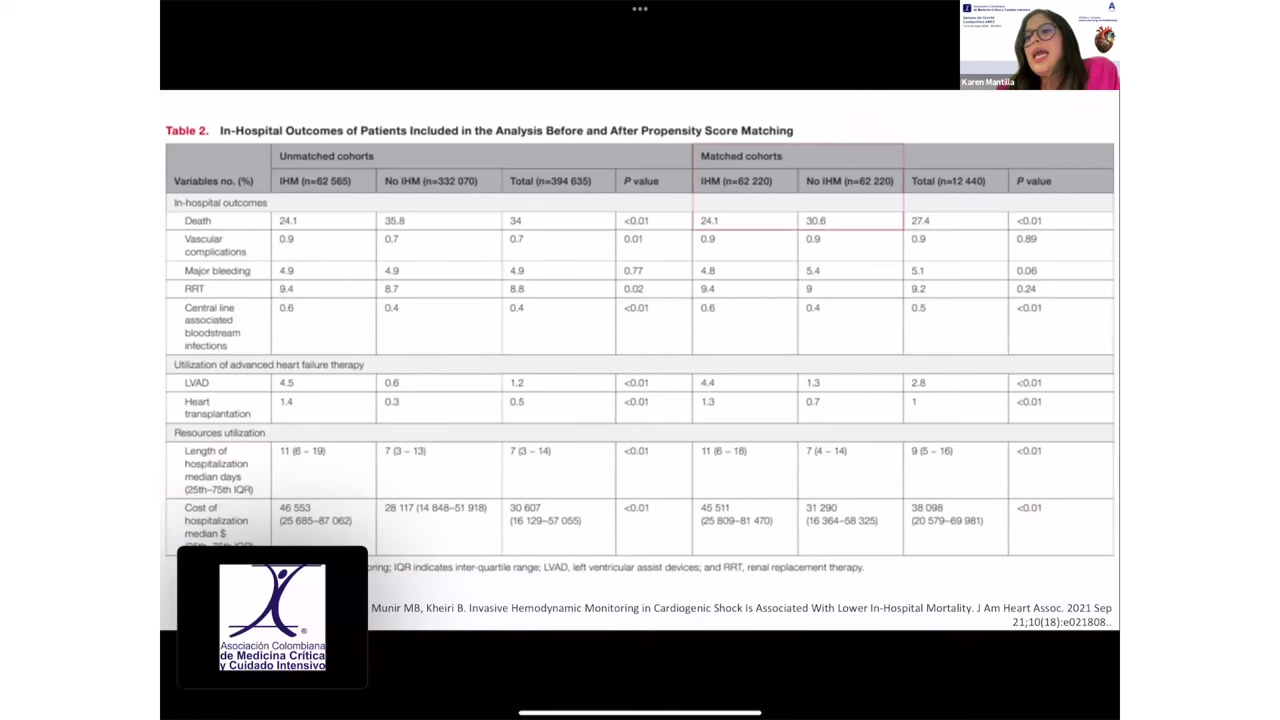 Asociación Colombiana
de Medicina Crítica y Cuidado Intensivo
Karen Mantilla
Table 2. In-Hospital Outcomes of Patients Included in the Analysis Before and After Propensity Score Matching
Unmatched cohorts Matched cohorts
Variables no. (%) IHM (n=62 565) No IHM (n=332 070) Total (n=394 635) P value IHM (n=62 220) No IHM (n=62 220) Total (n=12 440) P value
In-hospital outcomes
Death 24.1 35.8 34 <0.01 24.1 30.6 27.4 <0.01
Vascular 0.9 0.7 0.7 0.01 0.9 0.9 0.9 0.89
complications
Major bleeding 4.9 4.9 4.9 0.77 4.8 5.4 5.1 0.06
RRT 9.4 8.7 8.8 0.02 9.4 9 9.2 0.24
Central line 0.6 0.4 0.4 <0.01 0.6 0.4 0.5 <0.01
associated
bloodstream
infections
Utilization of advanced heart failure therapy
LVAD 4.5 0.6 1.2 <0.01 4.4 1.3 2.8 <0.01
Heart 1.4 0.3 0.5 <0.01 1.3 0.7 1 <0.01
transplantation
Resources utilization
Length of 11 (6 – 19) 7 (3 – 13) 7 (3 – 14) <0.01 11 (6 – 18) 7 (4 – 14) 9 (5 – 16) <0.01
hospitalization
median days
(25th–75th IQR)
Cost of 46 553 28 117 (14 848–51 918) 30 607 <0.01 45 511 31 290 38 098 <0.01
hospitalization (25 685–87 062) (16 129–57 055) (25 809–81 470) (16 364–58 325) (20 579–69 981)
median $
oring; IQR indicates inter-quartile range; LVAD, left ventricular assist devices; and RRT, renal replacement therapy.
Munir MB, Kheiri B. Invasive Hemodynamic Monitoring in Cardiogenic Shock Is Associated With Lower In-Hospital Mortality. J Am Heart Assoc. 2021 Sep
21;10(18):e021808..
®
Asociación Colombiana
de Medicina Crítica
y Cuidado Intensivo